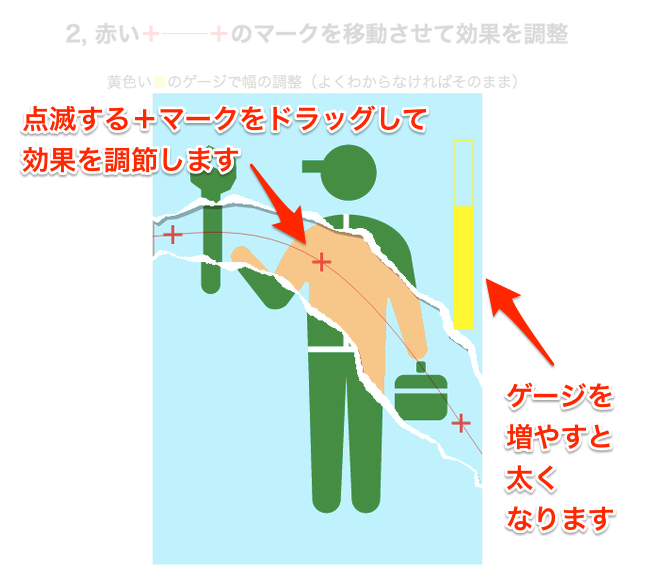 2, 赤い＋──＋のマークを移動させて効果を調整
黄色い■のゲージで幅の調整（よくわからなければそのまま）
点滅する＋マークをドラッグして
効果を調節します
ゲージを
増やすと
太く
なります